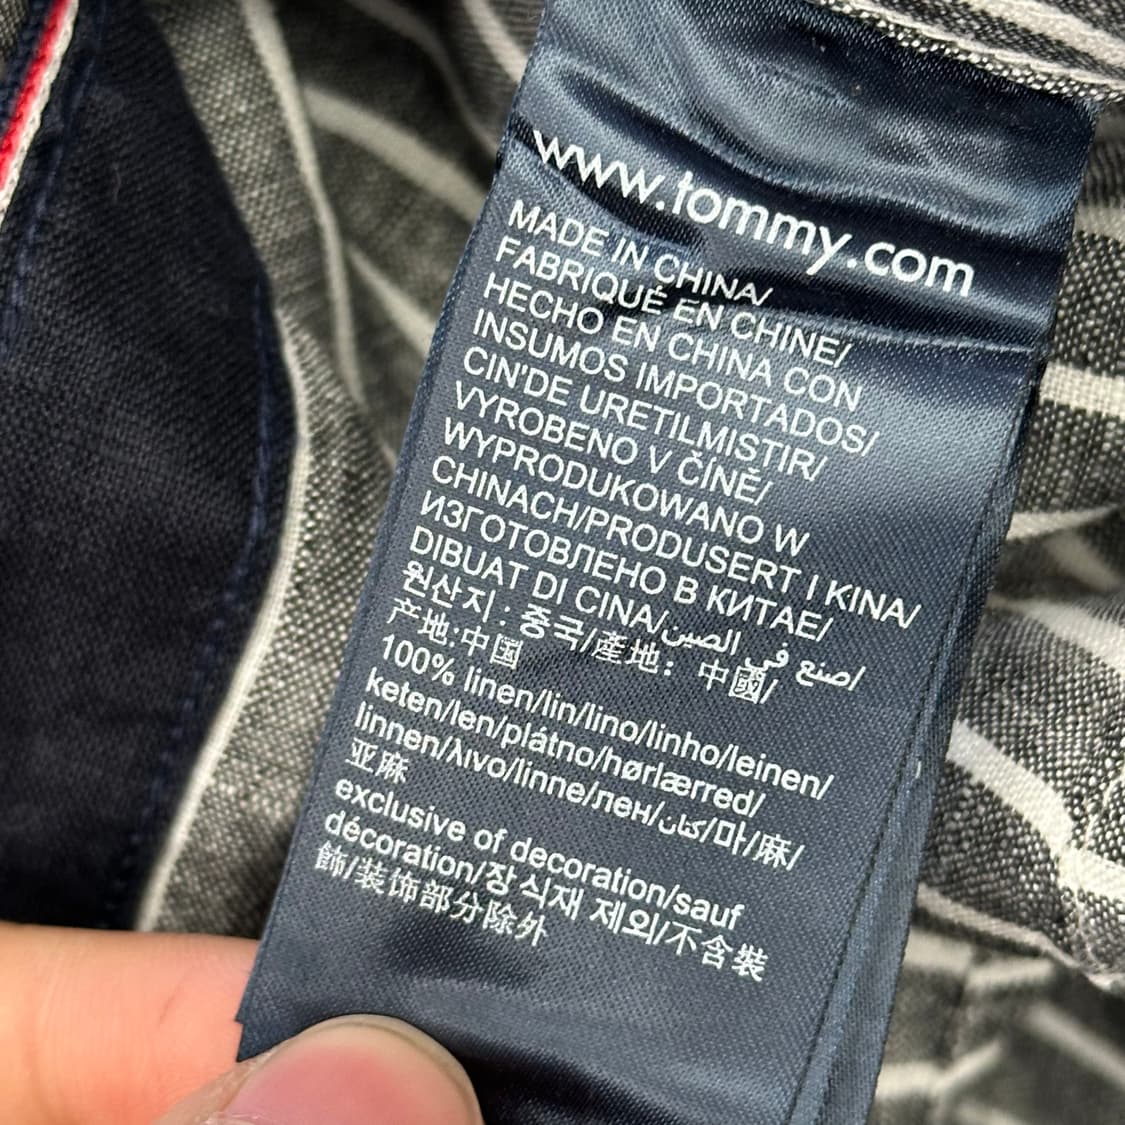 www.tommy.com
MADE IN CHINA/
FABRIQUÉ EN CHINE/
HECHO EN CHINA CON
INSUMOS IMPORTADOS/
CIN'DE URETILMISTIR/
VYROBENO V ČÍNĚ/
WYPRODUKOWANO W
CHINACH/PRODUSERT I KINA/
ИЗГОТОВЛЕНО В КИТАЕ/
DIBUAT DI CINA/صنع في الصين/
원산지: 중국/產地: 中國/
产地:中国
100% linen/lin/lino/linho/leinen/
keten/len/plátno/hørlærred/
linnen/λινο/linne/лен/كتان/마/麻/
亚麻
exclusive of decoration/sauf
décoration/장식재 제외/不含裝
飾/装饰部分除外